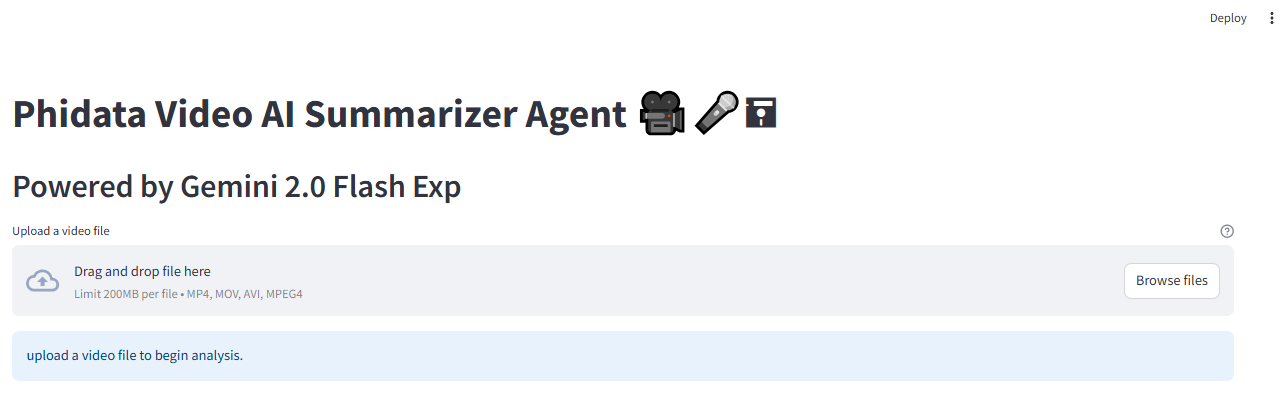 Deploy
Phidata Video AI Summarizer Agent 🎥🎤🖬
Powered by Gemini 2.0 Flash Exp
Upload a video file
Drag and drop file here
Limit 200MB per file • MP4, MOV, AVI, MPEG4
Browse files
upload a video file to begin analysis.